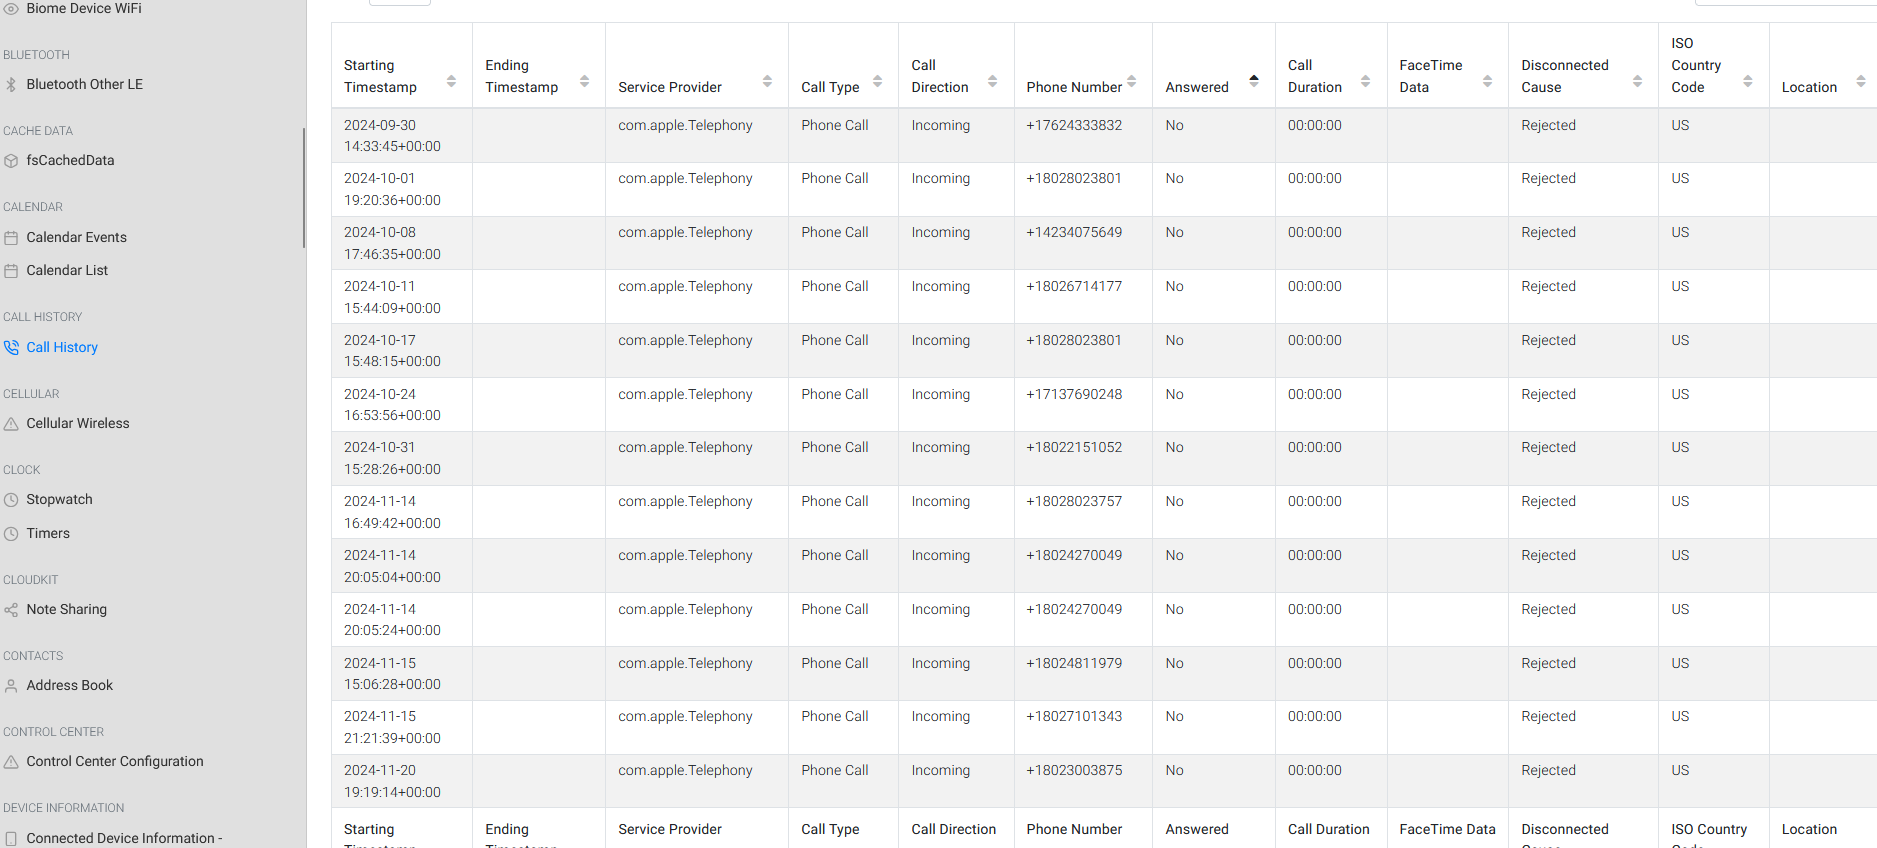 Biome Device WiFi
BLUETOOTH
Bluetooth Other LE
CACHE DATA
fsCachedData
CALENDAR
Calendar Events
Calendar List
CALL HISTORY
Call History
CELLULAR
Cellular Wireless
CLOCK
Stopwatch
Timers
CLOUDKIT
Note Sharing
CONTACTS
Address Book
CONTROL CENTER
Control Center Configuration
DEVICE INFORMATION
Connected Device Information -
Starting Timestamp Ending Timestamp Service Provider Call Type Call Direction Phone Number Answered Call Duration FaceTime Data Disconnected Cause ISO Country Code Location
2024-09-30 14:33:45+00:00 com.apple.Telephony Phone Call Incoming +17624333832 No 00:00:00 Rejected US
2024-10-01 19:20:36+00:00 com.apple.Telephony Phone Call Incoming +18028023801 No 00:00:00 Rejected US
2024-10-08 17:46:35+00:00 com.apple.Telephony Phone Call Incoming +14234075649 No 00:00:00 Rejected US
2024-10-11 15:44:09+00:00 com.apple.Telephony Phone Call Incoming +18026714177 No 00:00:00 Rejected US
2024-10-17 15:48:15+00:00 com.apple.Telephony Phone Call Incoming +18028023801 No 00:00:00 Rejected US
2024-10-24 16:53:56+00:00 com.apple.Telephony Phone Call Incoming +17137690248 No 00:00:00 Rejected US
2024-10-31 15:28:26+00:00 com.apple.Telephony Phone Call Incoming +18022151052 No 00:00:00 Rejected US
2024-11-14 16:49:42+00:00 com.apple.Telephony Phone Call Incoming +18028023757 No 00:00:00 Rejected US
2024-11-14 20:05:04+00:00 com.apple.Telephony Phone Call Incoming +18024270049 No 00:00:00 Rejected US
2024-11-14 20:05:24+00:00 com.apple.Telephony Phone Call Incoming +18024270049 No 00:00:00 Rejected US
2024-11-15 15:06:28+00:00 com.apple.Telephony Phone Call Incoming +18024811979 No 00:00:00 Rejected US
2024-11-15 21:21:39+00:00 com.apple.Telephony Phone Call Incoming +18027101343 No 00:00:00 Rejected US
2024-11-20 19:19:14+00:00 com.apple.Telephony Phone Call Incoming +18023003875 No 00:00:00 Rejected US
Starting Ending Service Provider Call Type Call Direction Phone Number Answered Call Duration FaceTime Data Disconnected ISO Country Location